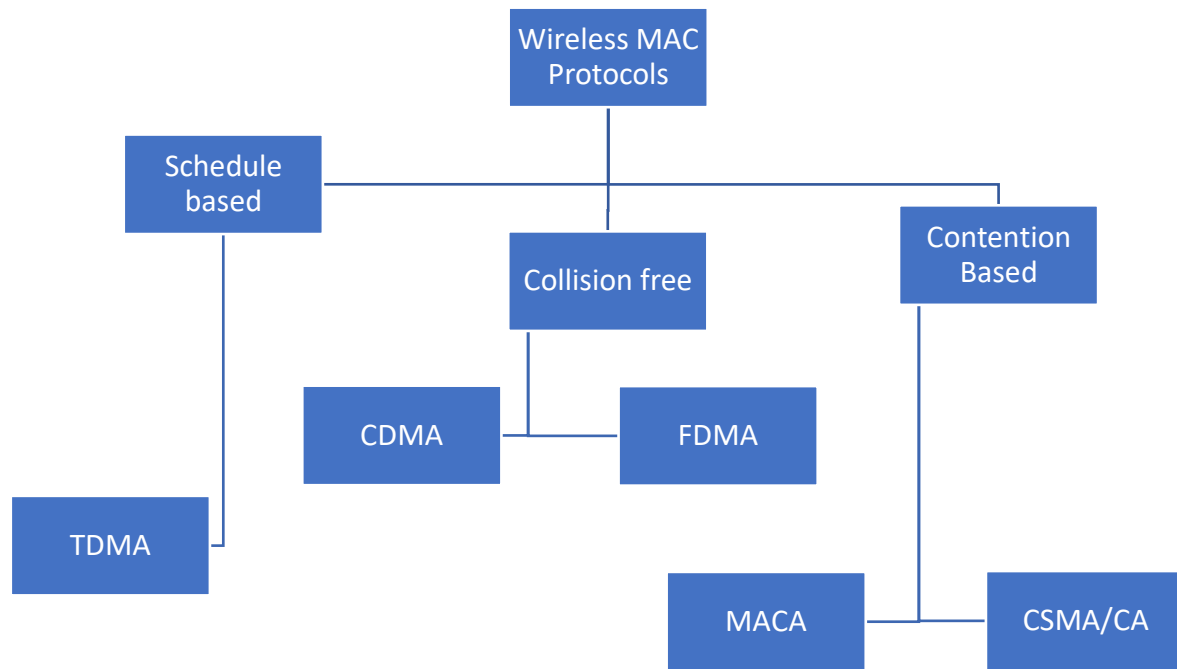 Wireless MAC
Protocols
Schedule
based
Collision free
Contention
Based
CDMA
FDMA
TDMA
MACA
CSMA/CA